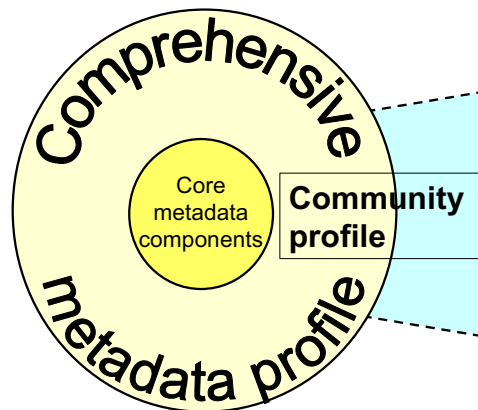 Comprehensive
Core
metadata
components
Community
profile
metadata profile